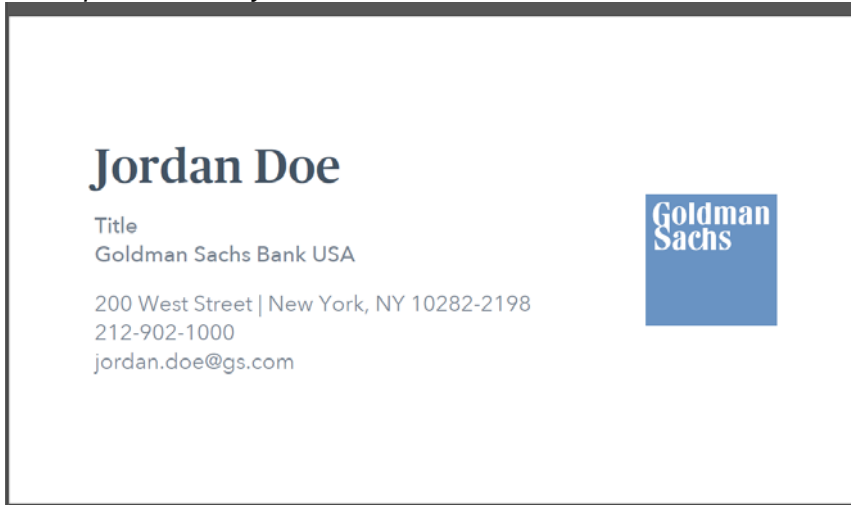 Jordan Doe
Title
Goldman Sachs Bank USA
200 West Street | New York, NY 10282-2198
212-902-1000
jordan.doe@gs.com
Goldman
Sachs